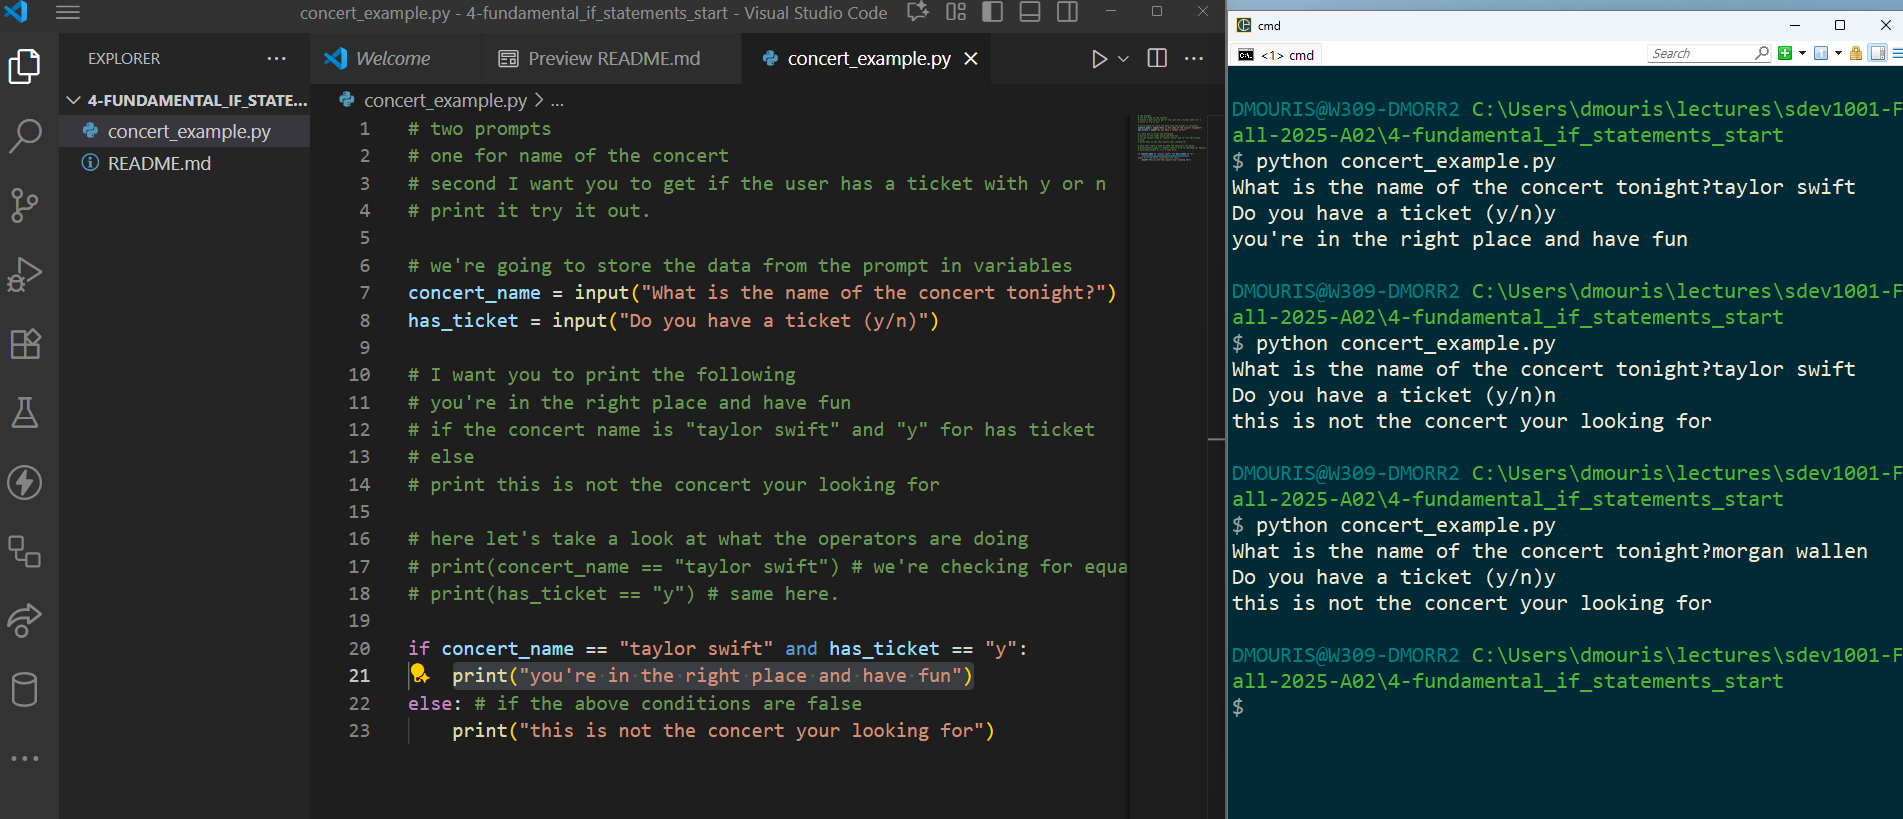 concert_example.py - 4-fundamental_if_statements_start - Visual Studio Code
EXPLORER
4-FUNDAMENTAL_IF_STATE...
concert_example.py
README.md
Welcome
Preview README.md
concert_example.py
concert_example.py > ...
1 # two prompts
2 # one for name of the concert
3 # second I want you to get if the user has a ticket with y or n
4 # print it try it out.
5
6 # we're going to store the data from the prompt in variables
7 concert_name = input("What is the name of the concert tonight?")
8 has_ticket = input("Do you have a ticket (y/n)")
9
10 # I want you to print the following
11 # you're in the right place and have fun
12 # if the concert name is "taylor swift" and "y" for has ticket
13 # else
14 # print this is not the concert your looking for
15
16 # here let's take a look at what the operators are doing
17 # print(concert_name == "taylor swift") # we're checking for equa
18 # print(has_ticket == "y") # same here.
19
20 if concert_name == "taylor swift" and has_ticket == "y":
21 print("you're in the right place and have fun")
22 else: # if the above conditions are false
23 print("this is not the concert your looking for")
cmd
<1> cmd
Search
DMOURIS@W309-DMORR2 C:\Users\dmouris\lectures\sdev1001-F
all-2025-A02\4-fundamental_if_statements_start
$ python concert_example.py
What is the name of the concert tonight?taylor swift
Do you have a ticket (y/n)y
you're in the right place and have fun
DMOURIS@W309-DMORR2 C:\Users\dmouris\lectures\sdev1001-F
all-2025-A02\4-fundamental_if_statements_start
$ python concert_example.py
What is the name of the concert tonight?taylor swift
Do you have a ticket (y/n)n
this is not the concert your looking for
DMOURIS@W309-DMORR2 C:\Users\dmouris\lectures\sdev1001-F
all-2025-A02\4-fundamental_if_statements_start
$ python concert_example.py
What is the name of the concert tonight?morgan wallen
Do you have a ticket (y/n)y
this is not the concert your looking for
DMOURIS@W309-DMORR2 C:\Users\dmouris\lectures\sdev1001-F
all-2025-A02\4-fundamental_if_statements_start
$